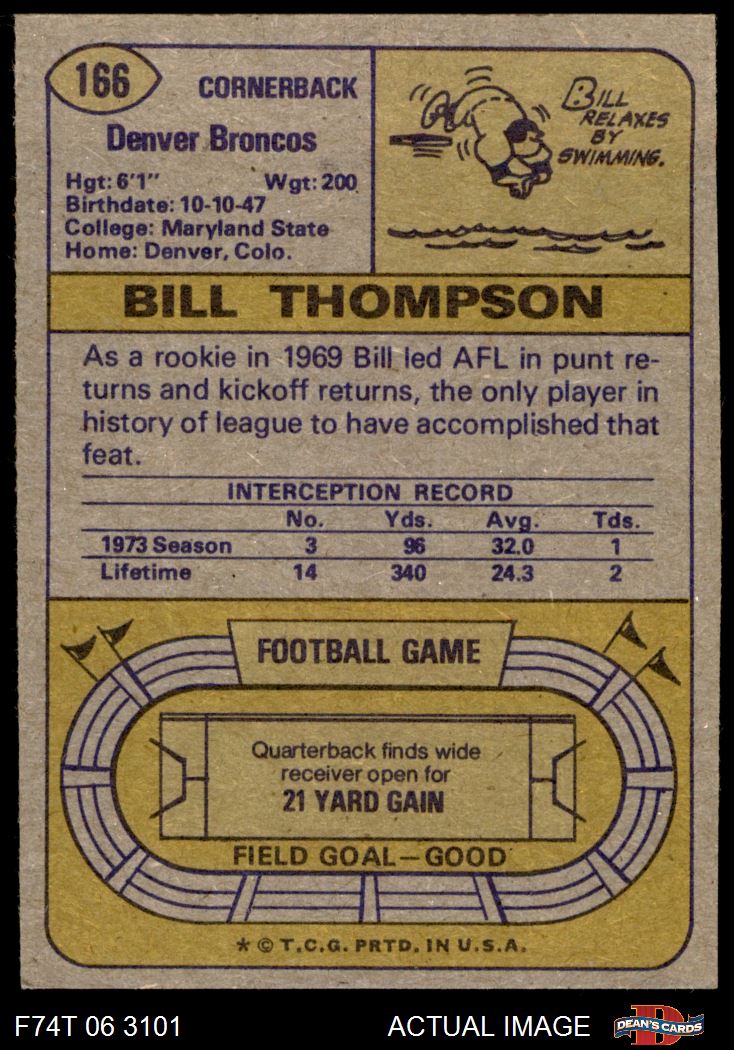 166
CORNERBACK
Denver Broncos
Hgt: 6'1" Wgt: 200
Birthdate: 10-10-47
College: Maryland State
Home: Denver, Colo.
BILL
RELAXES
BY
SWIMMING.
BILL THOMPSON
As a rookie in 1969 Bill led AFL in punt re-
turns and kickoff returns, the only player in
history of league to have accomplished that
feat.
INTERCEPTION RECORD
No. Yds. Avg. Tds.
1973 Season 3 96 32.0 1
Lifetime 14 340 24.3 2
FOOTBALL GAME
Quarterback finds wide
receiver open for
21 YARD GAIN
FIELD GOAL—GOOD
* © T.C.G. PRTD. IN U.S.A.
F74T 06 3101 ACTUAL IMAGE
D
DEAN'S CARDS